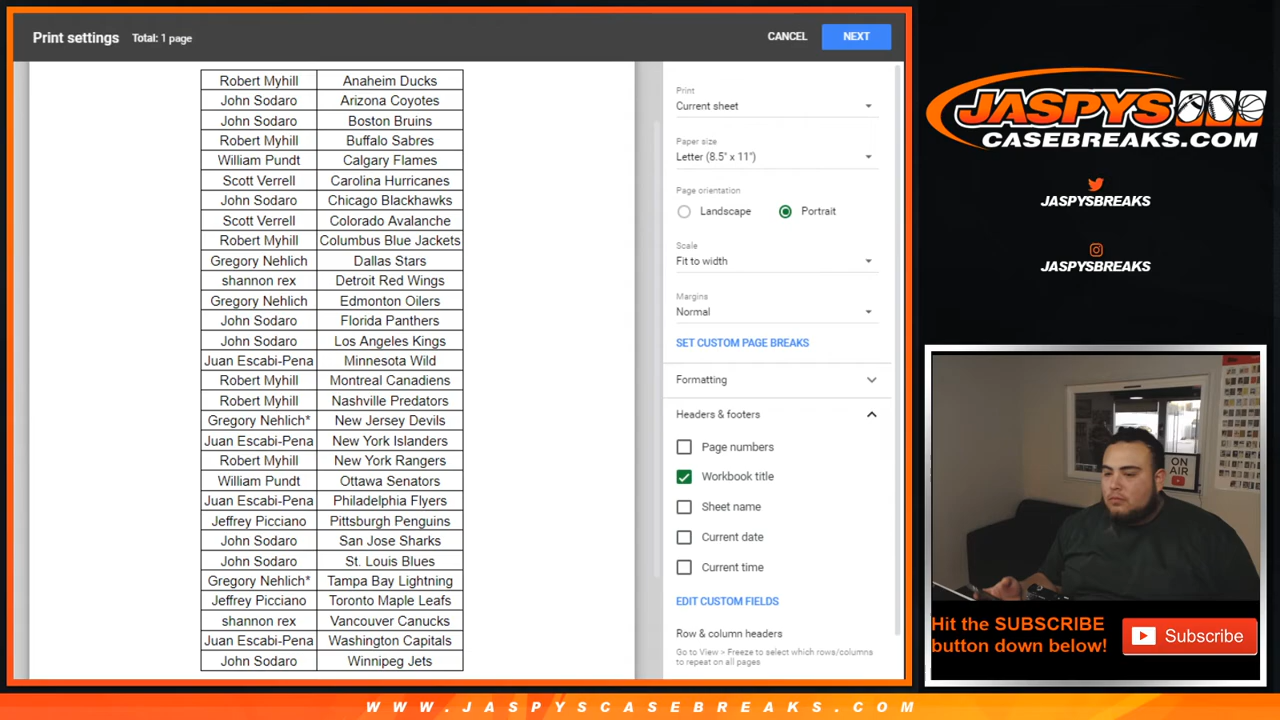 Print settings Total: 1 page CANCEL NEXT
Robert Myhill Anaheim Ducks
John Sodaro Arizona Coyotes
John Sodaro Boston Bruins
Robert Myhill Buffalo Sabres
William Pundt Calgary Flames
Scott Verrell Carolina Hurricanes
John Sodaro Chicago Blackhawks
Scott Verrell Colorado Avalanche
Robert Myhill Columbus Blue Jackets
Gregory Nehlich Dallas Stars
shannon rex Detroit Red Wings
Gregory Nehlich Edmonton Oilers
John Sodaro Florida Panthers
John Sodaro Los Angeles Kings
Juan Escabi-Pena Minnesota Wild
Robert Myhill Montreal Canadiens
Robert Myhill Nashville Predators
Gregory Nehlich* New Jersey Devils
Juan Escabi-Pena New York Islanders
Robert Myhill New York Rangers
William Pundt Ottawa Senators
Juan Escabi-Pena Philadelphia Flyers
Jeffrey Picciano Pittsburgh Penguins
John Sodaro San Jose Sharks
John Sodaro St. Louis Blues
Gregory Nehlich* Tampa Bay Lightning
Jeffrey Picciano Toronto Maple Leafs
shannon rex Vancouver Canucks
Juan Escabi-Pena Washington Capitals
John Sodaro Winnipeg Jets
Print
Current sheet
Paper size
Letter (8.5" x 11")
Page orientation
Landscape Portrait
Scale
Fit to width
Margins
Normal
SET CUSTOM PAGE BREAKS
Formatting
Headers & footers
Page numbers
Workbook title
Sheet name
Current date
Current time
EDIT CUSTOM FIELDS
Row & column headers
Go to View > Freeze to select which rows/columns
to repeat on all pages
JASPYS
CASEBREAKS.COM
JASPYSBREAKS
JASPYSBREAKS
ON
AIR
Hit the SUBSCRIBE
button down below!
Subscribe
WWW.JASPYSCASEBREAKS.COM